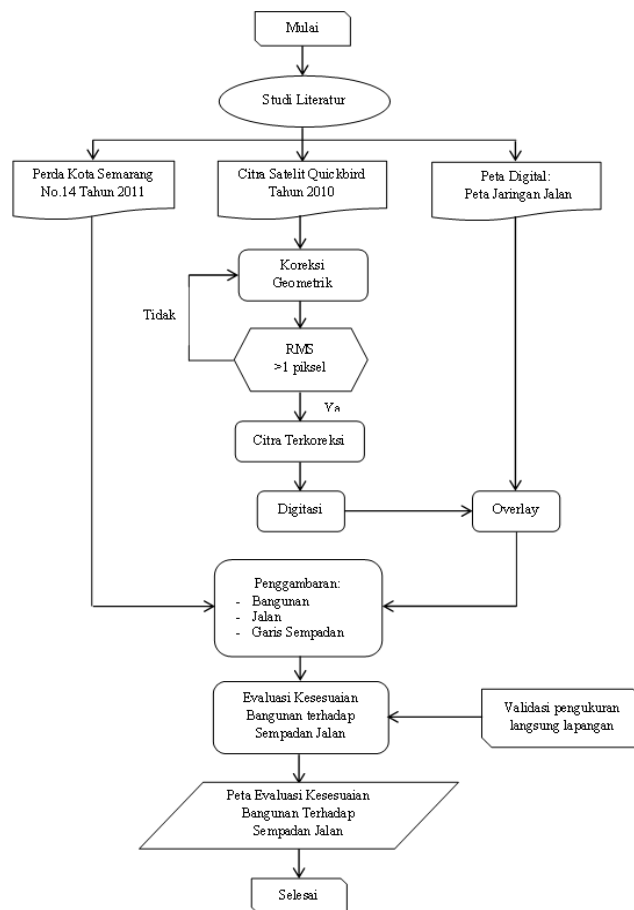 Mulai
Studi Literatur
Perda Kota Semarang
No.14 Tahun 2011
Citra Satelit Quickbird
Tahun 2010
Peta Digital:
Peta Jaringan Jalan
Koreksi
Geometrik
Tidak
RMS
>1 piksel
Ya
Citra Terkoreksi
Digitasi
Overlay
Penggambaran:
- Bangunan
- Jalan
- Garis Sempadan
Evaluasi Kesesuaian
Bangunan terhadap
Sempadan Jalan
Validasi pengukuran
langsung lapangan
Peta Evaluasi Kesesuaian
Bangunan Terhadap
Sempadan Jalan
Selesai